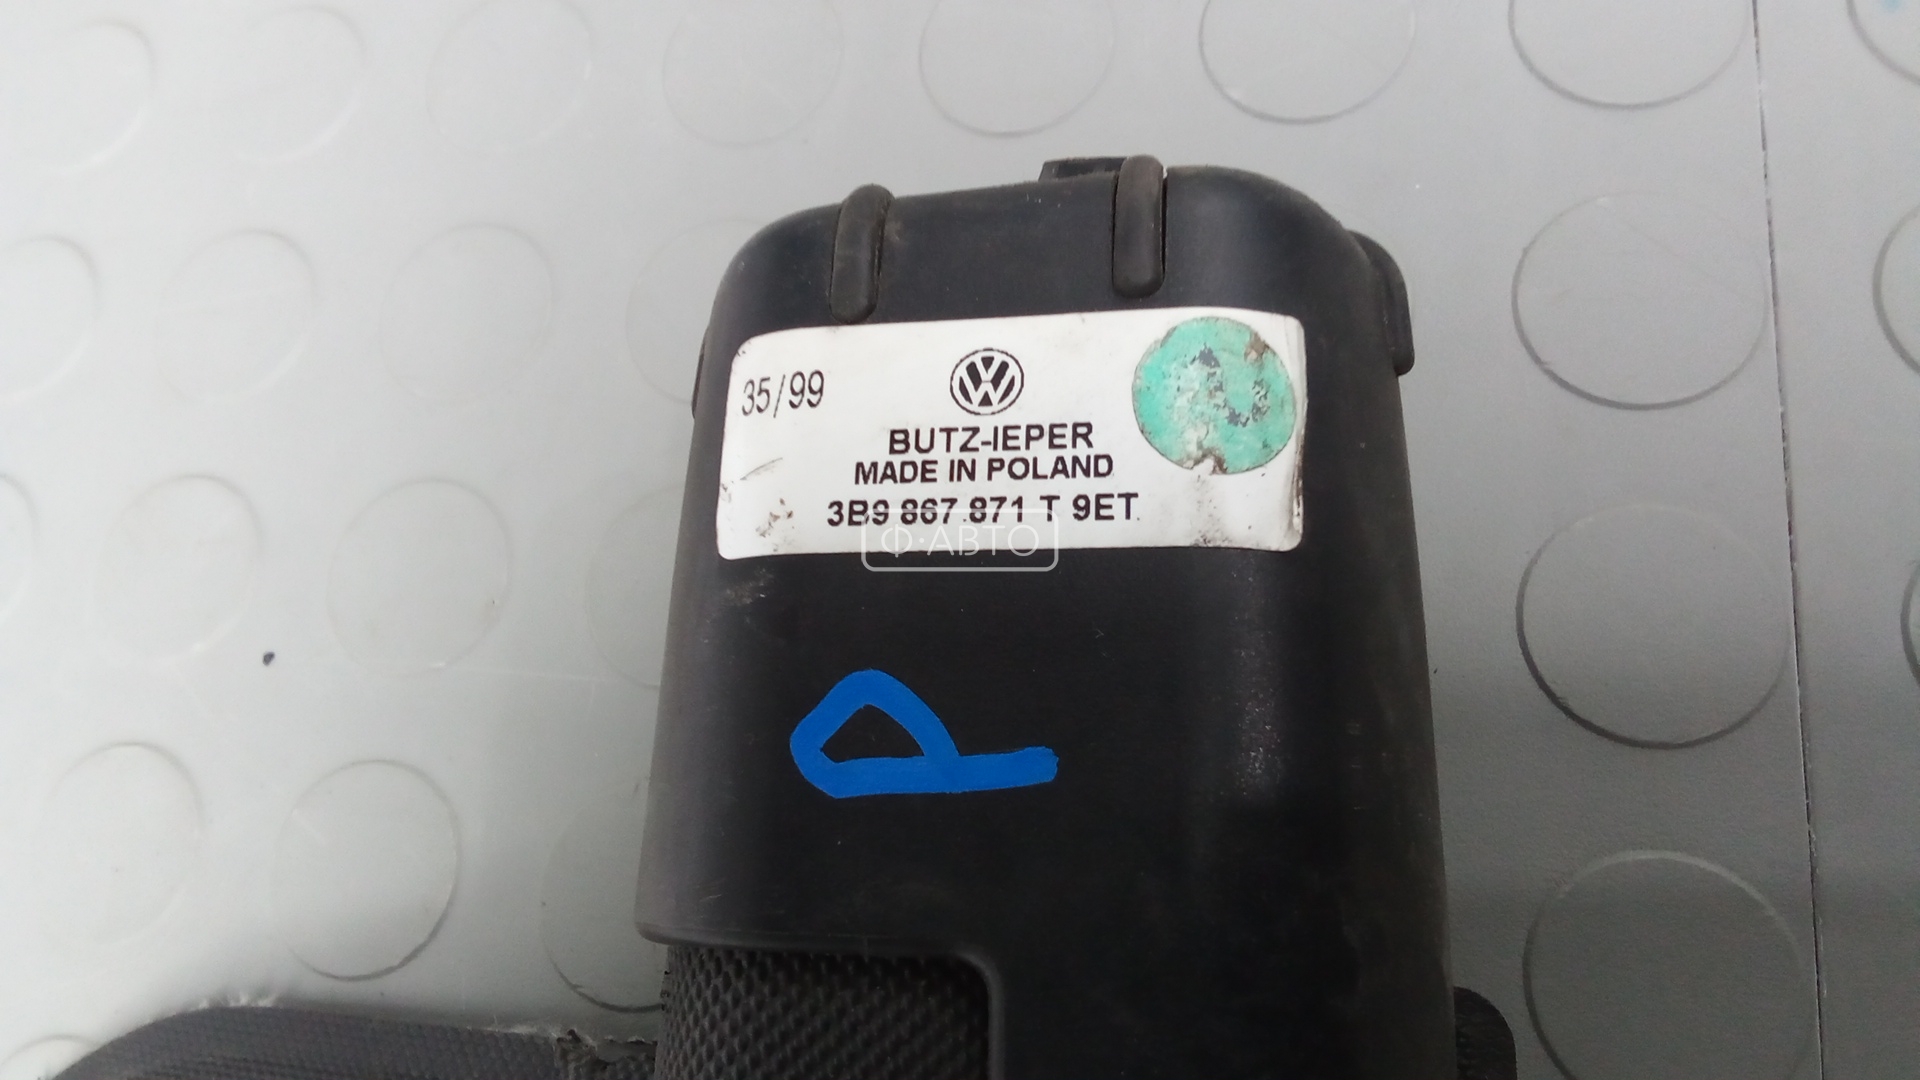 35/99
BUTZ-IEPER
MADE IN POLAND
3B9 867 871 T 9ET
Ф·АВТО
P